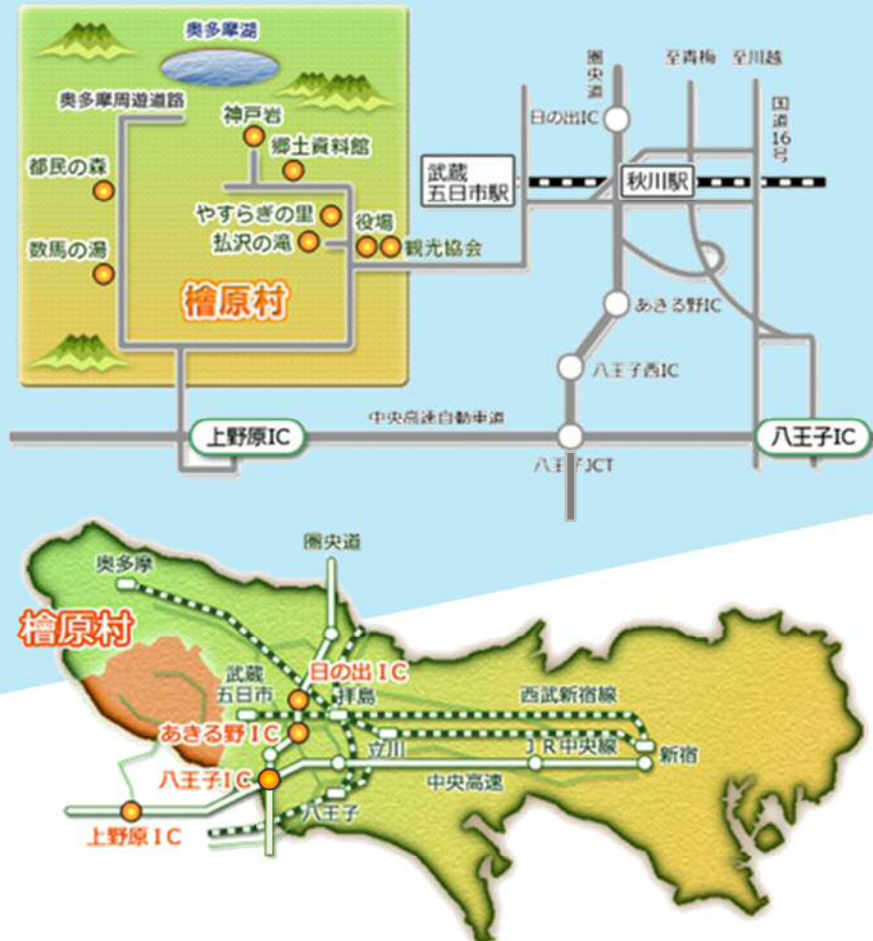 奥多摩湖
奥多摩周遊道路
神戸岩
郷土資料館
都民の森
やすらぎの里
役場
払沢の滝
観光協会
数馬の湯
檜原村
圏央道
至青梅
至川越
日の出IC
国道16号
武蔵
五日市駅
秋川駅
あきる野IC
八王子西IC
中央高速自動車道
上野原IC
八王子IC
八王子JCT
圏央道
奥多摩
檜原村
武蔵
五日市
日の出IC
拝島
西武新宿線
あきる野IC
立川
JR中央線
新宿
八王子IC
中央高速
八王子
上野原IC